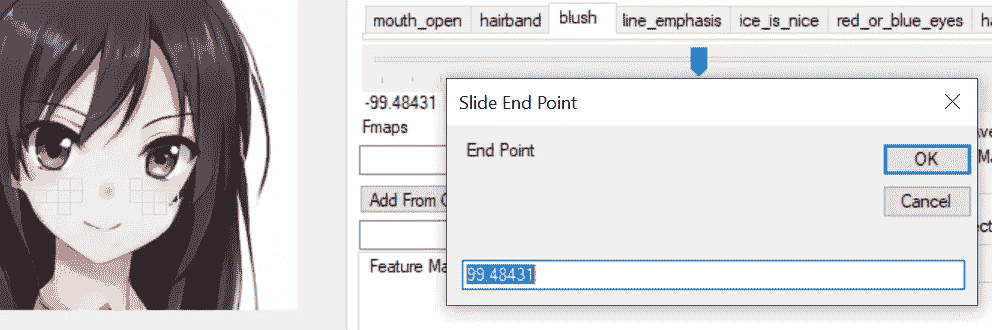 mouth_open hairband blush line_emphasis ice_is_nice red_or_blue_eyes
-99.48431
Slide End Point
Fmaps
End Point
OK
Add From
Cancel
Feature
99.48431